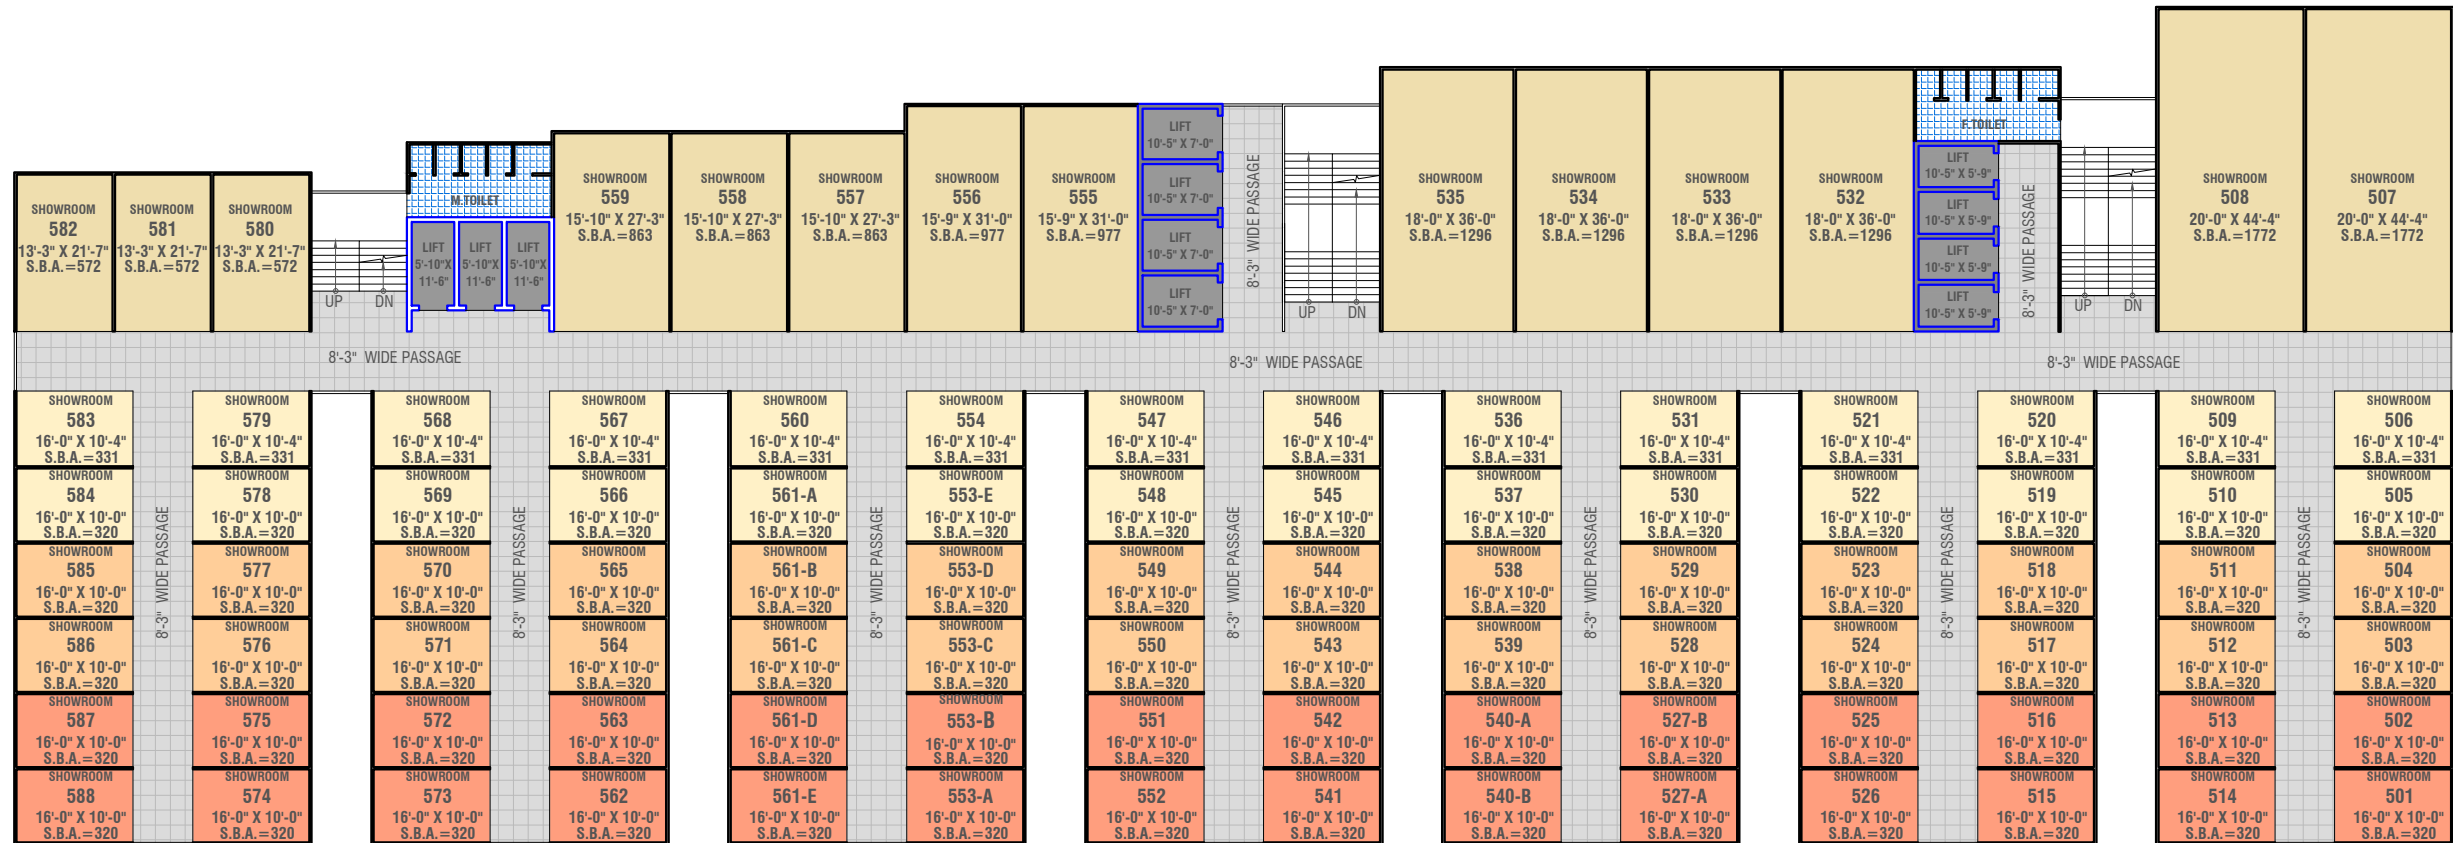 SHOWROOM
582
13'-3" X 21'-7"
S.B.A.=572
SHOWROOM
581
13'-3" X 21'-7"
S.B.A.=572
SHOWROOM
580
13'-3" X 21'-7"
S.B.A.=572
UP
DN
M.TOILET
LIFT
5'-10"X
11'-6"
LIFT
5'-10"X
11'-6"
LIFT
5'-10"X
11'-6"
SHOWROOM
559
15'-10" X 27'-3"
S.B.A.=863
SHOWROOM
558
15'-10" X 27'-3"
S.B.A.=863
SHOWROOM
557
15'-10" X 27'-3"
S.B.A.=863
SHOWROOM
556
15'-9" X 31'-0"
S.B.A.=977
SHOWROOM
555
15'-9" X 31'-0"
S.B.A.=977
LIFT
10'-5" X 7'-0"
LIFT
10'-5" X 7'-0"
LIFT
10'-5" X 7'-0"
LIFT
10'-5" X 7'-0"
8'-3" WIDE PASSAGE
UP
DN
SHOWROOM
535
18'-0" X 36'-0"
S.B.A.=1296
SHOWROOM
534
18'-0" X 36'-0"
S.B.A.=1296
SHOWROOM
533
18'-0" X 36'-0"
S.B.A.=1296
SHOWROOM
532
18'-0" X 36'-0"
S.B.A.=1296
F.TOILET
LIFT
10'-5" X 5'-9"
LIFT
10'-5" X 5'-9"
LIFT
10'-5" X 5'-9"
LIFT
10'-5" X 5'-9"
8'-3" WIDE PASSAGE
UP
DN
SHOWROOM
508
20'-0" X 44'-4"
S.B.A.=1772
SHOWROOM
507
20'-0" X 44'-4"
S.B.A.=1772
8'-3" WIDE PASSAGE
8'-3" WIDE PASSAGE
8'-3" WIDE PASSAGE
SHOWROOM
583
16'-0" X 10'-4"
S.B.A.=331
SHOWROOM
584
16'-0" X 10'-0"
S.B.A.=320
SHOWROOM
585
16'-0" X 10'-0"
S.B.A.=320
SHOWROOM
586
16'-0" X 10'-0"
S.B.A.=320
SHOWROOM
587
16'-0" X 10'-0"
S.B.A.=320
SHOWROOM
588
16'-0" X 10'-0"
S.B.A.=320
8'-3" WIDE PASSAGE
SHOWROOM
579
16'-0" X 10'-4"
S.B.A.=331
SHOWROOM
578
16'-0" X 10'-0"
S.B.A.=320
SHOWROOM
577
16'-0" X 10'-0"
S.B.A.=320
SHOWROOM
576
16'-0" X 10'-0"
S.B.A.=320
SHOWROOM
575
16'-0" X 10'-0"
S.B.A.=320
SHOWROOM
574
16'-0" X 10'-0"
S.B.A.=320
SHOWROOM
568
16'-0" X 10'-4"
S.B.A.=331
SHOWROOM
569
16'-0" X 10'-0"
S.B.A.=320
SHOWROOM
570
16'-0" X 10'-0"
S.B.A.=320
SHOWROOM
571
16'-0" X 10'-0"
S.B.A.=320
SHOWROOM
572
16'-0" X 10'-0"
S.B.A.=320
SHOWROOM
573
16'-0" X 10'-0"
S.B.A.=320
8'-3" WIDE PASSAGE
SHOWROOM
567
16'-0" X 10'-4"
S.B.A.=331
SHOWROOM
566
16'-0" X 10'-0"
S.B.A.=320
SHOWROOM
565
16'-0" X 10'-0"
S.B.A.=320
SHOWROOM
564
16'-0" X 10'-0"
S.B.A.=320
SHOWROOM
563
16'-0" X 10'-0"
S.B.A.=320
SHOWROOM
562
16'-0" X 10'-0"
S.B.A.=320
SHOWROOM
560
16'-0" X 10'-4"
S.B.A.=331
SHOWROOM
561-A
16'-0" X 10'-0"
S.B.A.=320
SHOWROOM
561-B
16'-0" X 10'-0"
S.B.A.=320
SHOWROOM
561-C
16'-0" X 10'-0"
S.B.A.=320
SHOWROOM
561-D
16'-0" X 10'-0"
S.B.A.=320
SHOWROOM
561-E
16'-0" X 10'-0"
S.B.A.=320
8'-3" WIDE PASSAGE
SHOWROOM
554
16'-0" X 10'-4"
S.B.A.=331
SHOWROOM
553-E
16'-0" X 10'-0"
S.B.A.=320
SHOWROOM
553-D
16'-0" X 10'-0"
S.B.A.=320
SHOWROOM
553-C
16'-0" X 10'-0"
S.B.A.=320
SHOWROOM
553-B
16'-0" X 10'-0"
S.B.A.=320
SHOWROOM
553-A
16'-0" X 10'-0"
S.B.A.=320
SHOWROOM
547
16'-0" X 10'-4"
S.B.A.=331
SHOWROOM
548
16'-0" X 10'-0"
S.B.A.=320
SHOWROOM
549
16'-0" X 10'-0"
S.B.A.=320
SHOWROOM
550
16'-0" X 10'-0"
S.B.A.=320
SHOWROOM
551
16'-0" X 10'-0"
S.B.A.=320
SHOWROOM
552
16'-0" X 10'-0"
S.B.A.=320
8'-3" WIDE PASSAGE
SHOWROOM
546
16'-0" X 10'-4"
S.B.A.=331
SHOWROOM
545
16'-0" X 10'-0"
S.B.A.=320
SHOWROOM
544
16'-0" X 10'-0"
S.B.A.=320
SHOWROOM
543
16'-0" X 10'-0"
S.B.A.=320
SHOWROOM
542
16'-0" X 10'-0"
S.B.A.=320
SHOWROOM
541
16'-0" X 10'-0"
S.B.A.=320
SHOWROOM
536
16'-0" X 10'-4"
S.B.A.=331
SHOWROOM
537
16'-0" X 10'-0"
S.B.A.=320
SHOWROOM
538
16'-0" X 10'-0"
S.B.A.=320
SHOWROOM
539
16'-0" X 10'-0"
S.B.A.=320
SHOWROOM
540-A
16'-0" X 10'-0"
S.B.A.=320
SHOWROOM
540-B
16'-0" X 10'-0"
S.B.A.=320
8'-3" WIDE PASSAGE
SHOWROOM
531
16'-0" X 10'-4"
S.B.A.=331
SHOWROOM
530
16'-0" X 10'-0"
S.B.A.=320
SHOWROOM
529
16'-0" X 10'-0"
S.B.A.=320
SHOWROOM
528
16'-0" X 10'-0"
S.B.A.=320
SHOWROOM
527-B
16'-0" X 10'-0"
S.B.A.=320
SHOWROOM
527-A
16'-0" X 10'-0"
S.B.A.=320
SHOWROOM
521
16'-0" X 10'-4"
S.B.A.=331
SHOWROOM
522
16'-0" X 10'-0"
S.B.A.=320
SHOWROOM
523
16'-0" X 10'-0"
S.B.A.=320
SHOWROOM
524
16'-0" X 10'-0"
S.B.A.=320
SHOWROOM
525
16'-0" X 10'-0"
S.B.A.=320
SHOWROOM
526
16'-0" X 10'-0"
S.B.A.=320
8'-3" WIDE PASSAGE
SHOWROOM
520
16'-0" X 10'-4"
S.B.A.=331
SHOWROOM
519
16'-0" X 10'-0"
S.B.A.=320
SHOWROOM
518
16'-0" X 10'-0"
S.B.A.=320
SHOWROOM
517
16'-0" X 10'-0"
S.B.A.=320
SHOWROOM
516
16'-0" X 10'-0"
S.B.A.=320
SHOWROOM
515
16'-0" X 10'-0"
S.B.A.=320
SHOWROOM
509
16'-0" X 10'-4"
S.B.A.=331
SHOWROOM
510
16'-0" X 10'-0"
S.B.A.=320
SHOWROOM
511
16'-0" X 10'-0"
S.B.A.=320
SHOWROOM
512
16'-0" X 10'-0"
S.B.A.=320
SHOWROOM
513
16'-0" X 10'-0"
S.B.A.=320
SHOWROOM
514
16'-0" X 10'-0"
S.B.A.=320
8'-3" WIDE PASSAGE
SHOWROOM
506
16'-0" X 10'-4"
S.B.A.=331
SHOWROOM
505
16'-0" X 10'-0"
S.B.A.=320
SHOWROOM
504
16'-0" X 10'-0"
S.B.A.=320
SHOWROOM
503
16'-0" X 10'-0"
S.B.A.=320
SHOWROOM
502
16'-0" X 10'-0"
S.B.A.=320
SHOWROOM
501
16'-0" X 10'-0"
S.B.A.=320